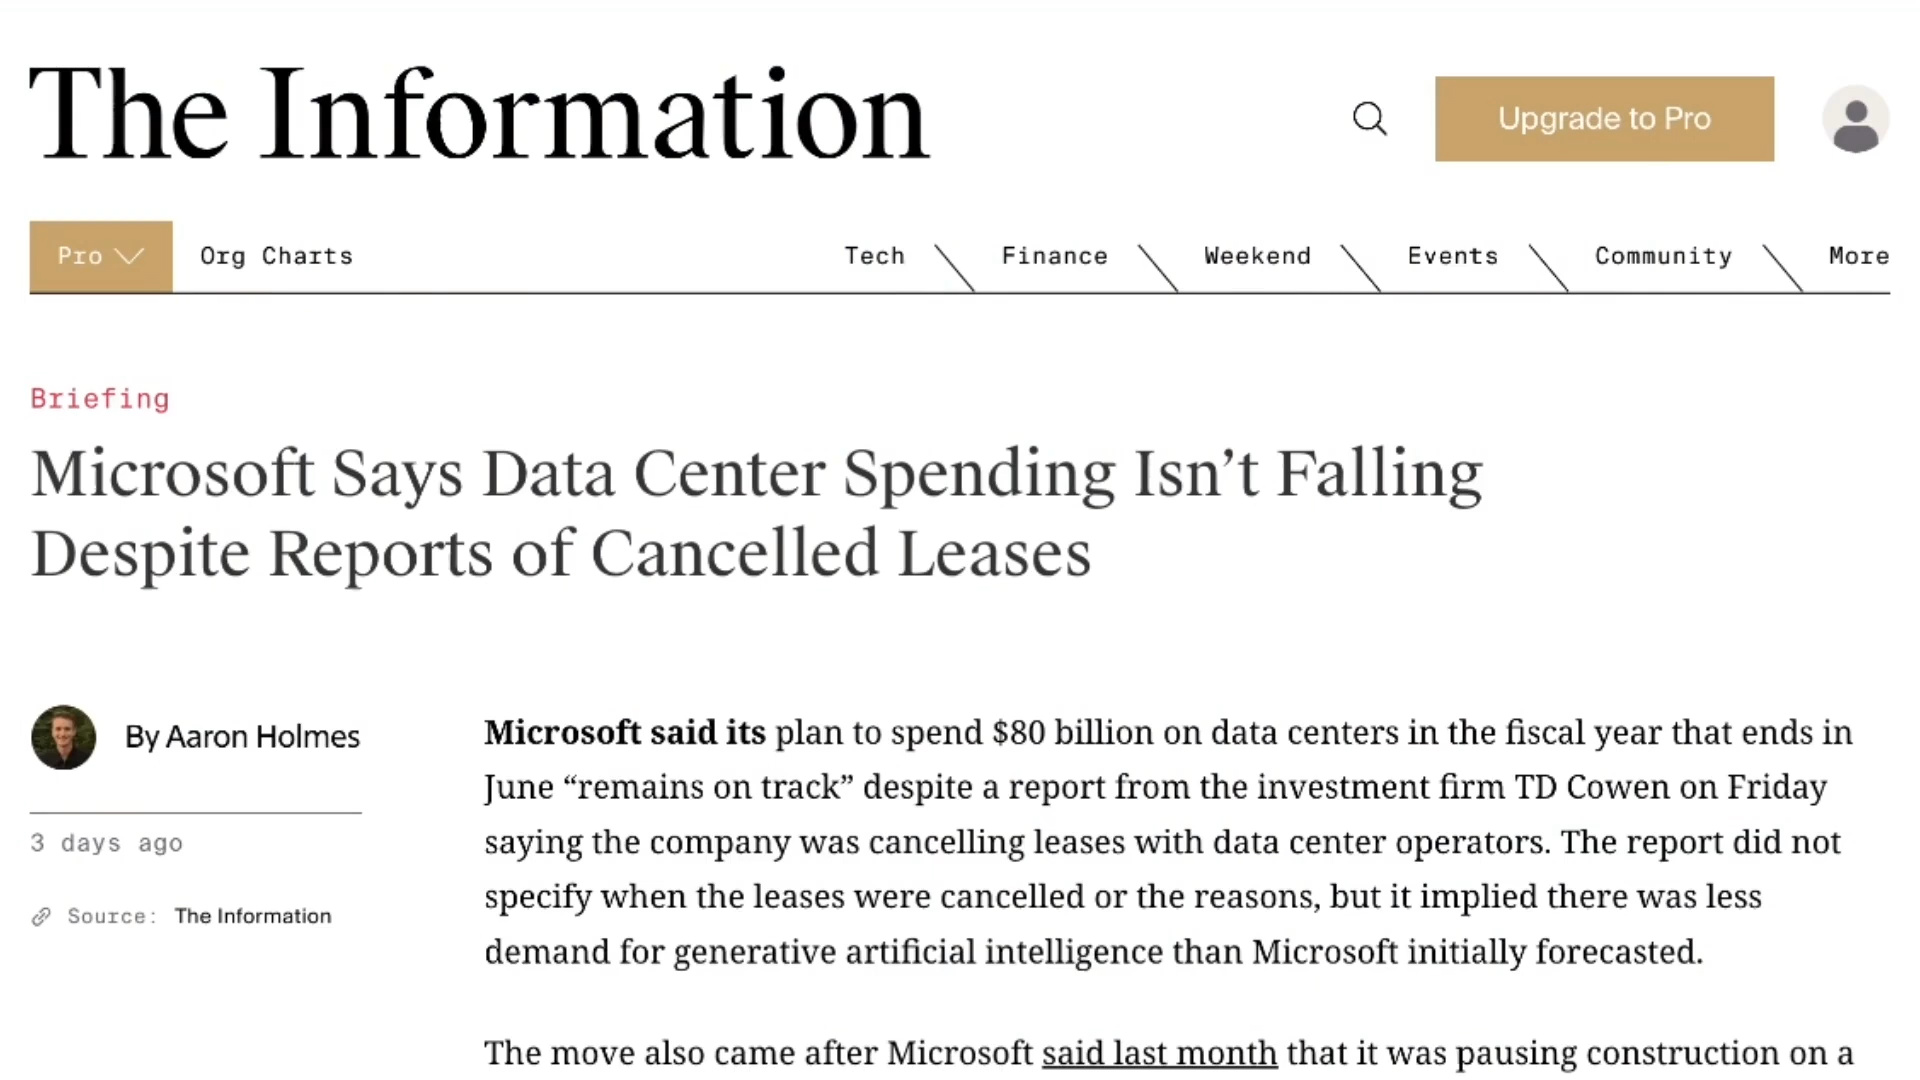 The Information
Upgrade to Pro
Pro
Org Charts
Tech
Finance
Weekend
Events
Community
More
Briefing
Microsoft Says Data Center Spending Isn’t Falling
Despite Reports of Cancelled Leases
By Aaron Holmes
3 days ago
Source: The Information
Microsoft said its plan to spend $80 billion on data centers in the fiscal year that ends in
June “remains on track” despite a report from the investment firm TD Cowen on Friday
saying the company was cancelling leases with data center operators. The report did not
specify when the leases were cancelled or the reasons, but it implied there was less
demand for generative artificial intelligence than Microsoft initially forecasted.
The move also came after Microsoft said last month that it was pausing construction on a